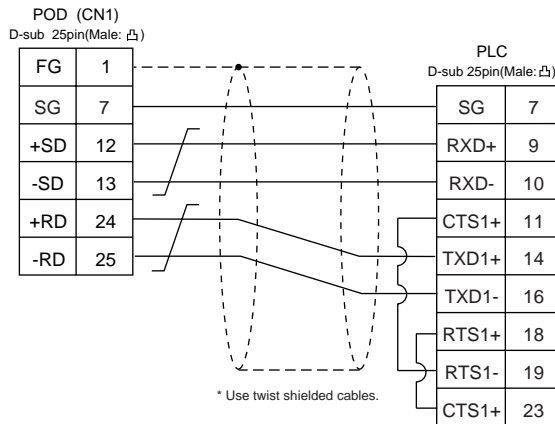 POD (CN1)
D-sub 25pin(Male: 凸)
FG 1
SG 7
+SD 12
-SD 13
+RD 24
-RD 25
PLC
D-sub 25pin(Male:凸)
SG 7
RXD+ 9
RXD- 10
CTS1+ 11
TXD1+ 14
TXD1- 16
RTS1+ 18
RTS1- 19
CTS1+ 23
* Use twist shielded cables.